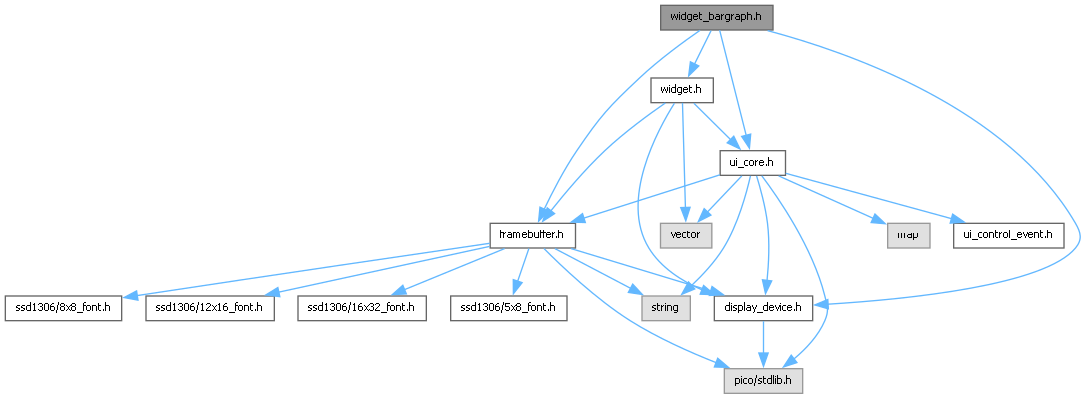 widget_bargraph.h
widget.h
ui_core.h
framebuffer.h
vector
map
ui_control_event.h
ssd1306/8x8_font.h
ssd1306/12x16_font.h
ssd1306/16x32_font.h
ssd1306/5x8_font.h
string
display_device.h
pico/stdlib.h